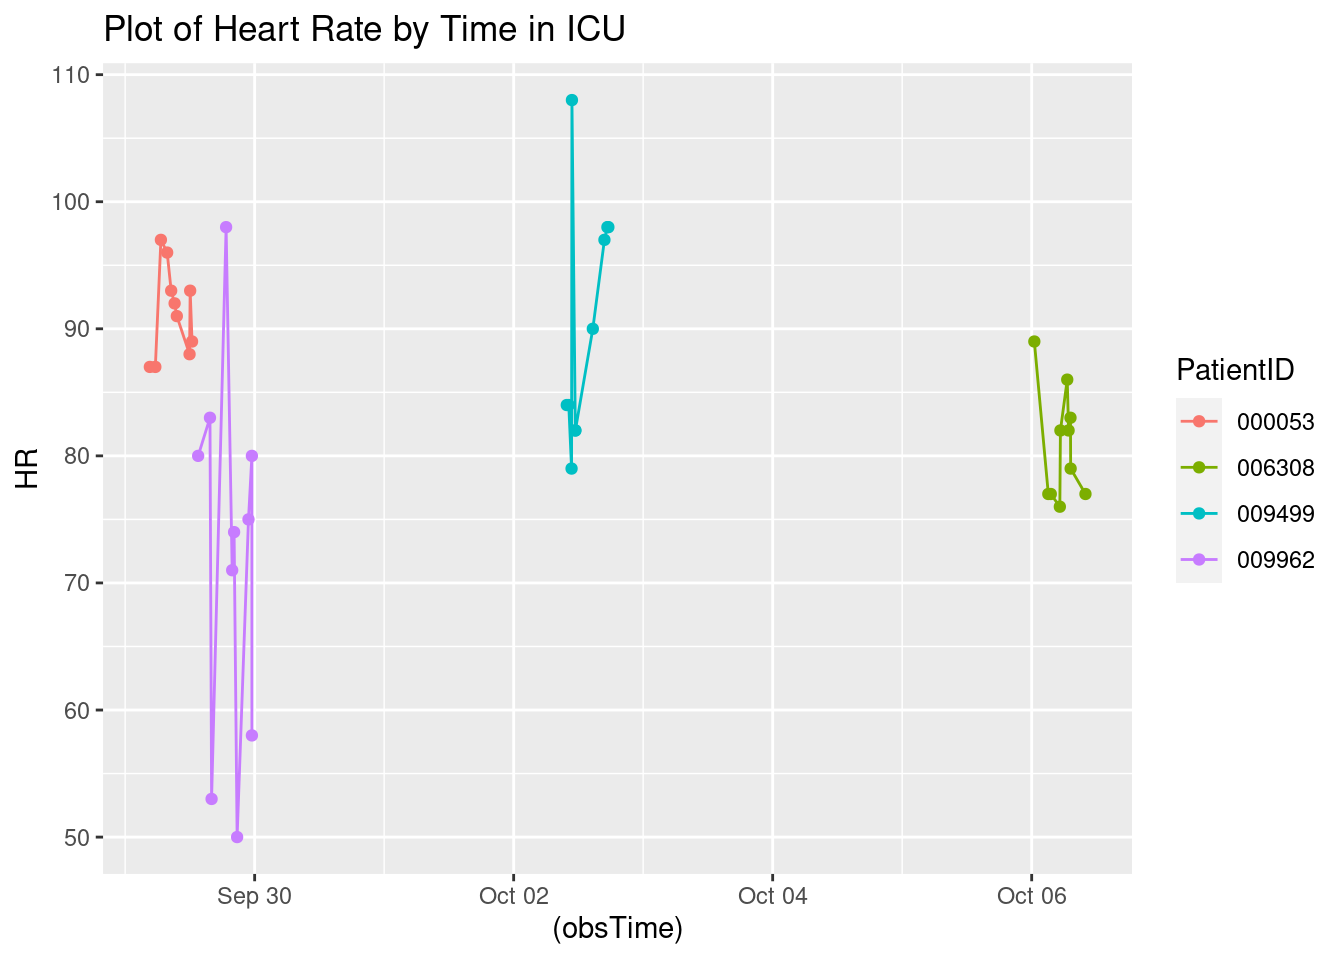 Plot of Heart Rate by Time in ICU
110
100
90
80
70
60
50
HR
Sep 30
Oct 02
Oct 04
Oct 06
(obsTime)
PatientID
000053
006308
009499
009962